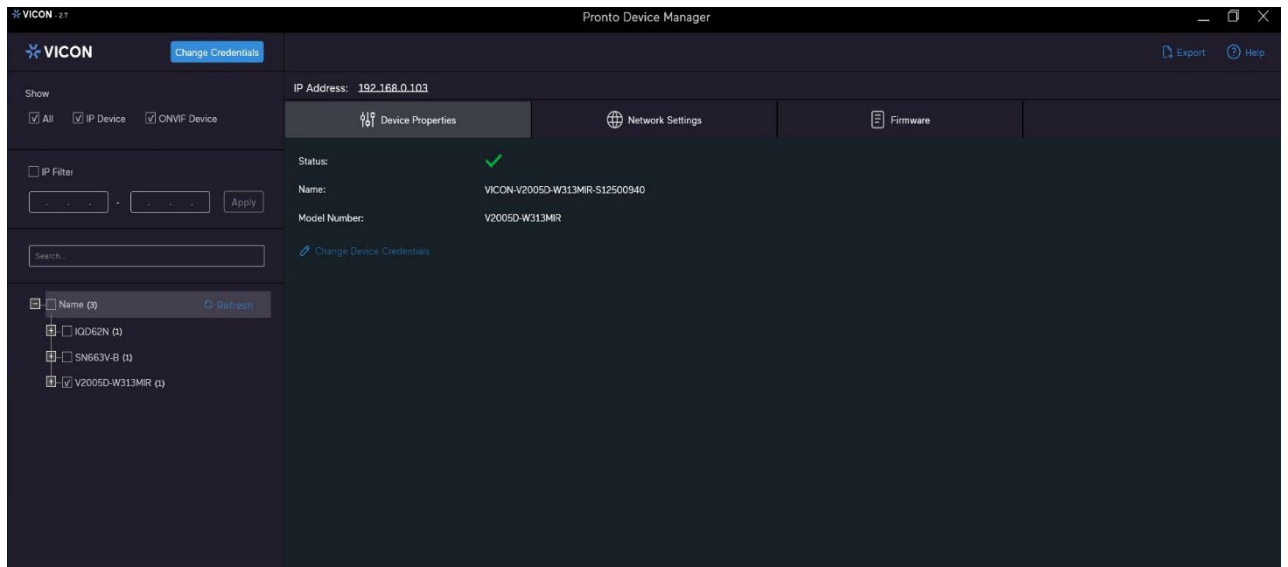 VICON - 2.7 Pronto Device Manager
VICON Change Credentials Export Help
Show
All IP Device ONVIF Device
IP Filter
. . . - . . . Apply
Search...
Name (3) Refresh
IQD62N (1)
SN663V-B (1)
V2005D-W313MIR (1)
IP Address: 192.168.0.103
Device Properties Network Settings Firmware
Status:
Name: VICON-V2005D-W313MIR-S12500940
Model Number: V2005D-W313MIR
Change Device Credentials